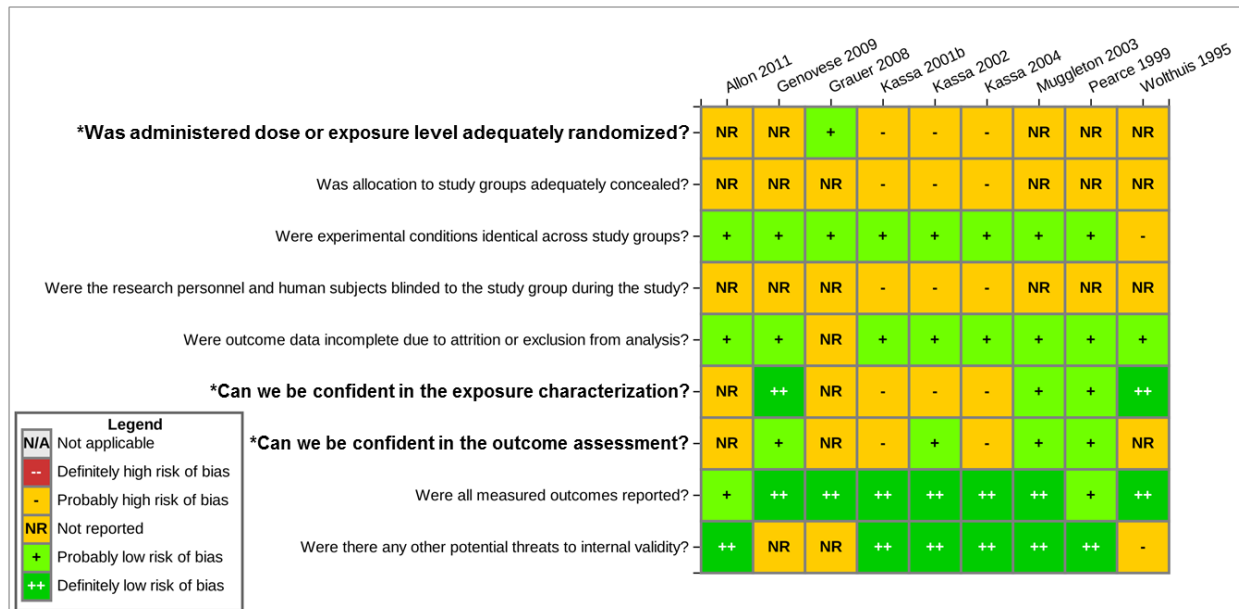 Allon 2011 Genovese 2009 Grauer 2008 Kassa 2001b Kassa 2002 Kassa 2004 Muggleton 2003 Pearce 1999 Wolthuis 1995
*Was administered dose or exposure level adequately randomized? NR NR + - - - NR NR NR
Was allocation to study groups adequately concealed? NR NR NR - - - NR NR NR
Were experimental conditions identical across study groups? + + + + + + + + -
Were the research personnel and human subjects blinded to the study group during the study? NR NR NR - - - NR NR NR
Were outcome data incomplete due to attrition or exclusion from analysis? + + NR + + + + + +
*Can we be confident in the exposure characterization? NR ++ NR - - - + + ++
*Can we be confident in the outcome assessment? NR + NR - + - + + NR
Were all measured outcomes reported? + ++ ++ ++ ++ ++ ++ + ++
Were there any other potential threats to internal validity? ++ NR NR ++ ++ ++ ++ ++ -
Legend
N/A Not applicable
-- Definitely high risk of bias
- Probably high risk of bias
NR Not reported
+ Probably low risk of bias
++ Definitely low risk of bias